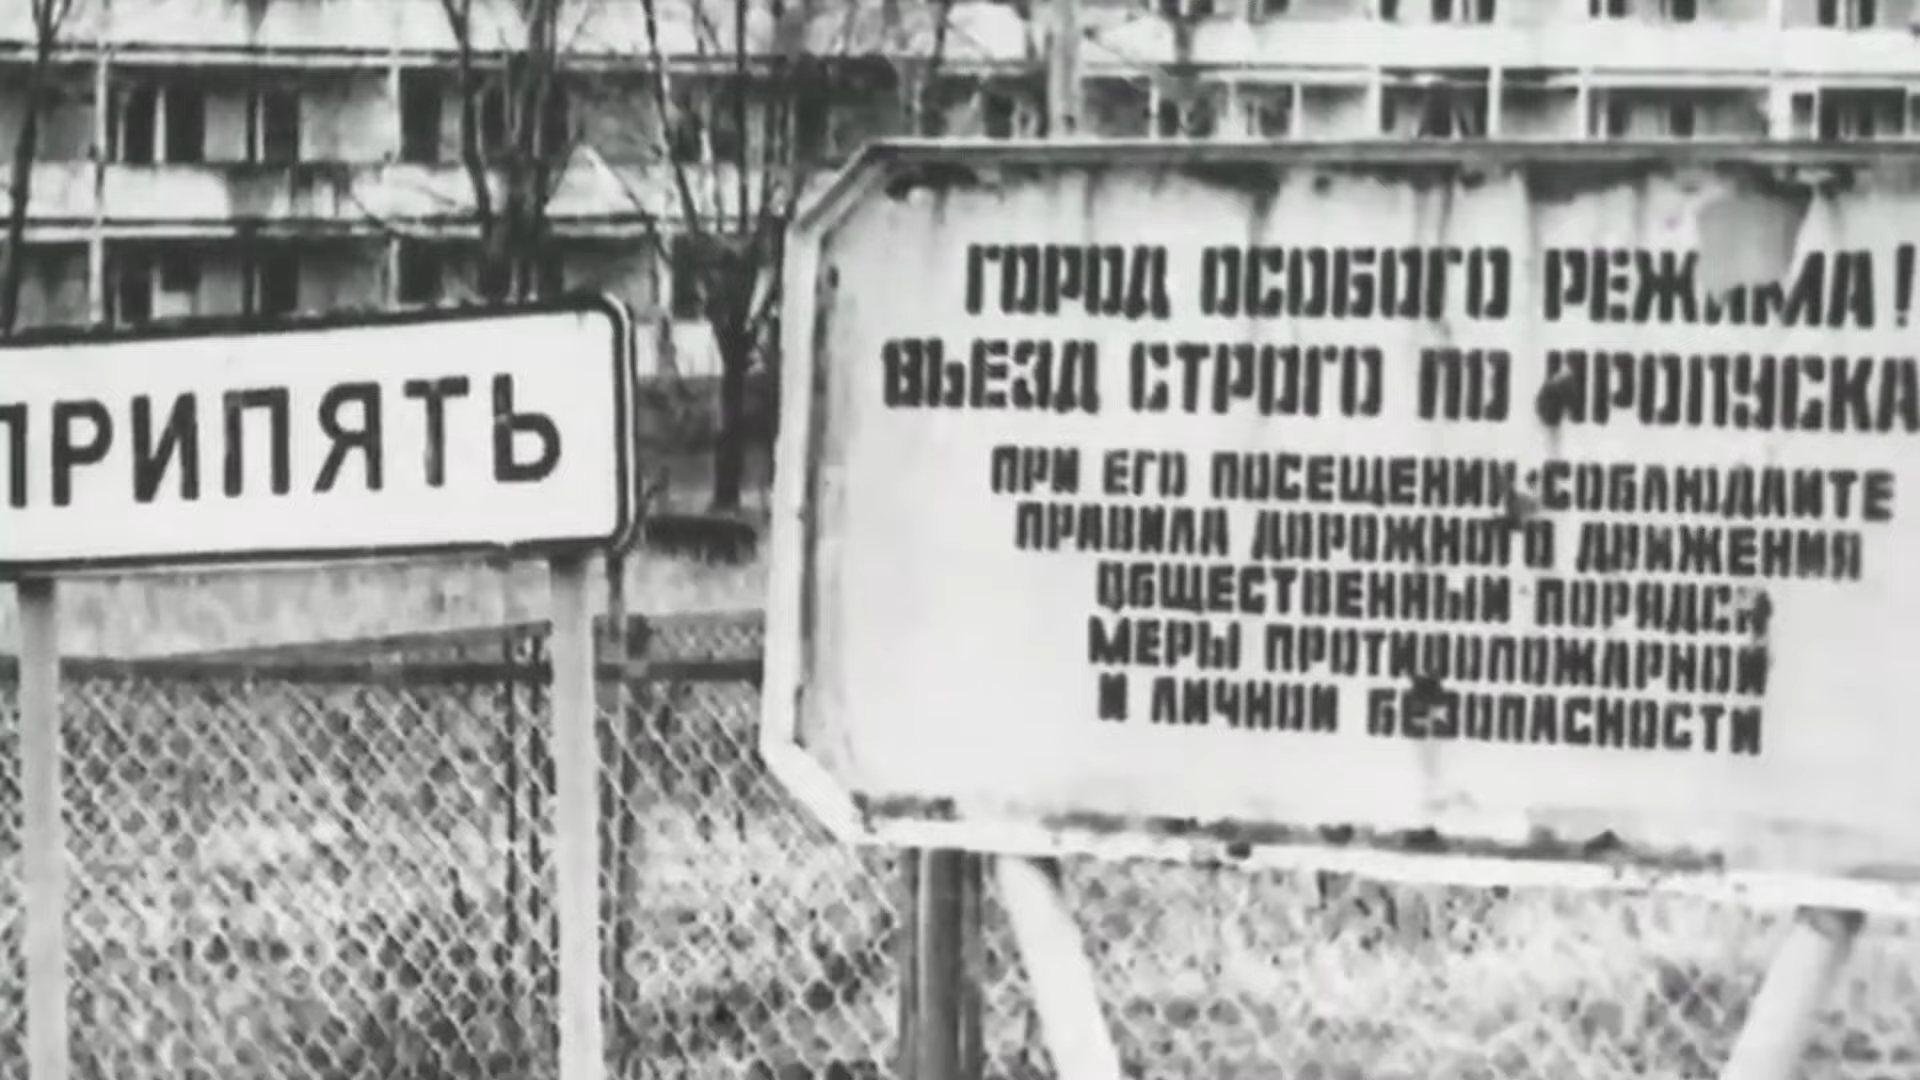 ПРИПЯТЬ
ГОРОД ОСОБОГО РЕЖИМА!
ВЬЕЗД СТРОГО ПО ПРОПУСКА
ПРИ ЕГО ПОСЕЩЕНИИ СОБЛЮДАЙТЕ
ПРАВИЛА ДОРОЖНОГО ДВИЖЕНИЯ
ОБЩЕСТВЕННЫЙ ПОРЯДОК
МЕРЫ ПРОТИВОПОЖАРНОЙ
И ЛИЧНОЙ БЕЗОПАСНОСТИ